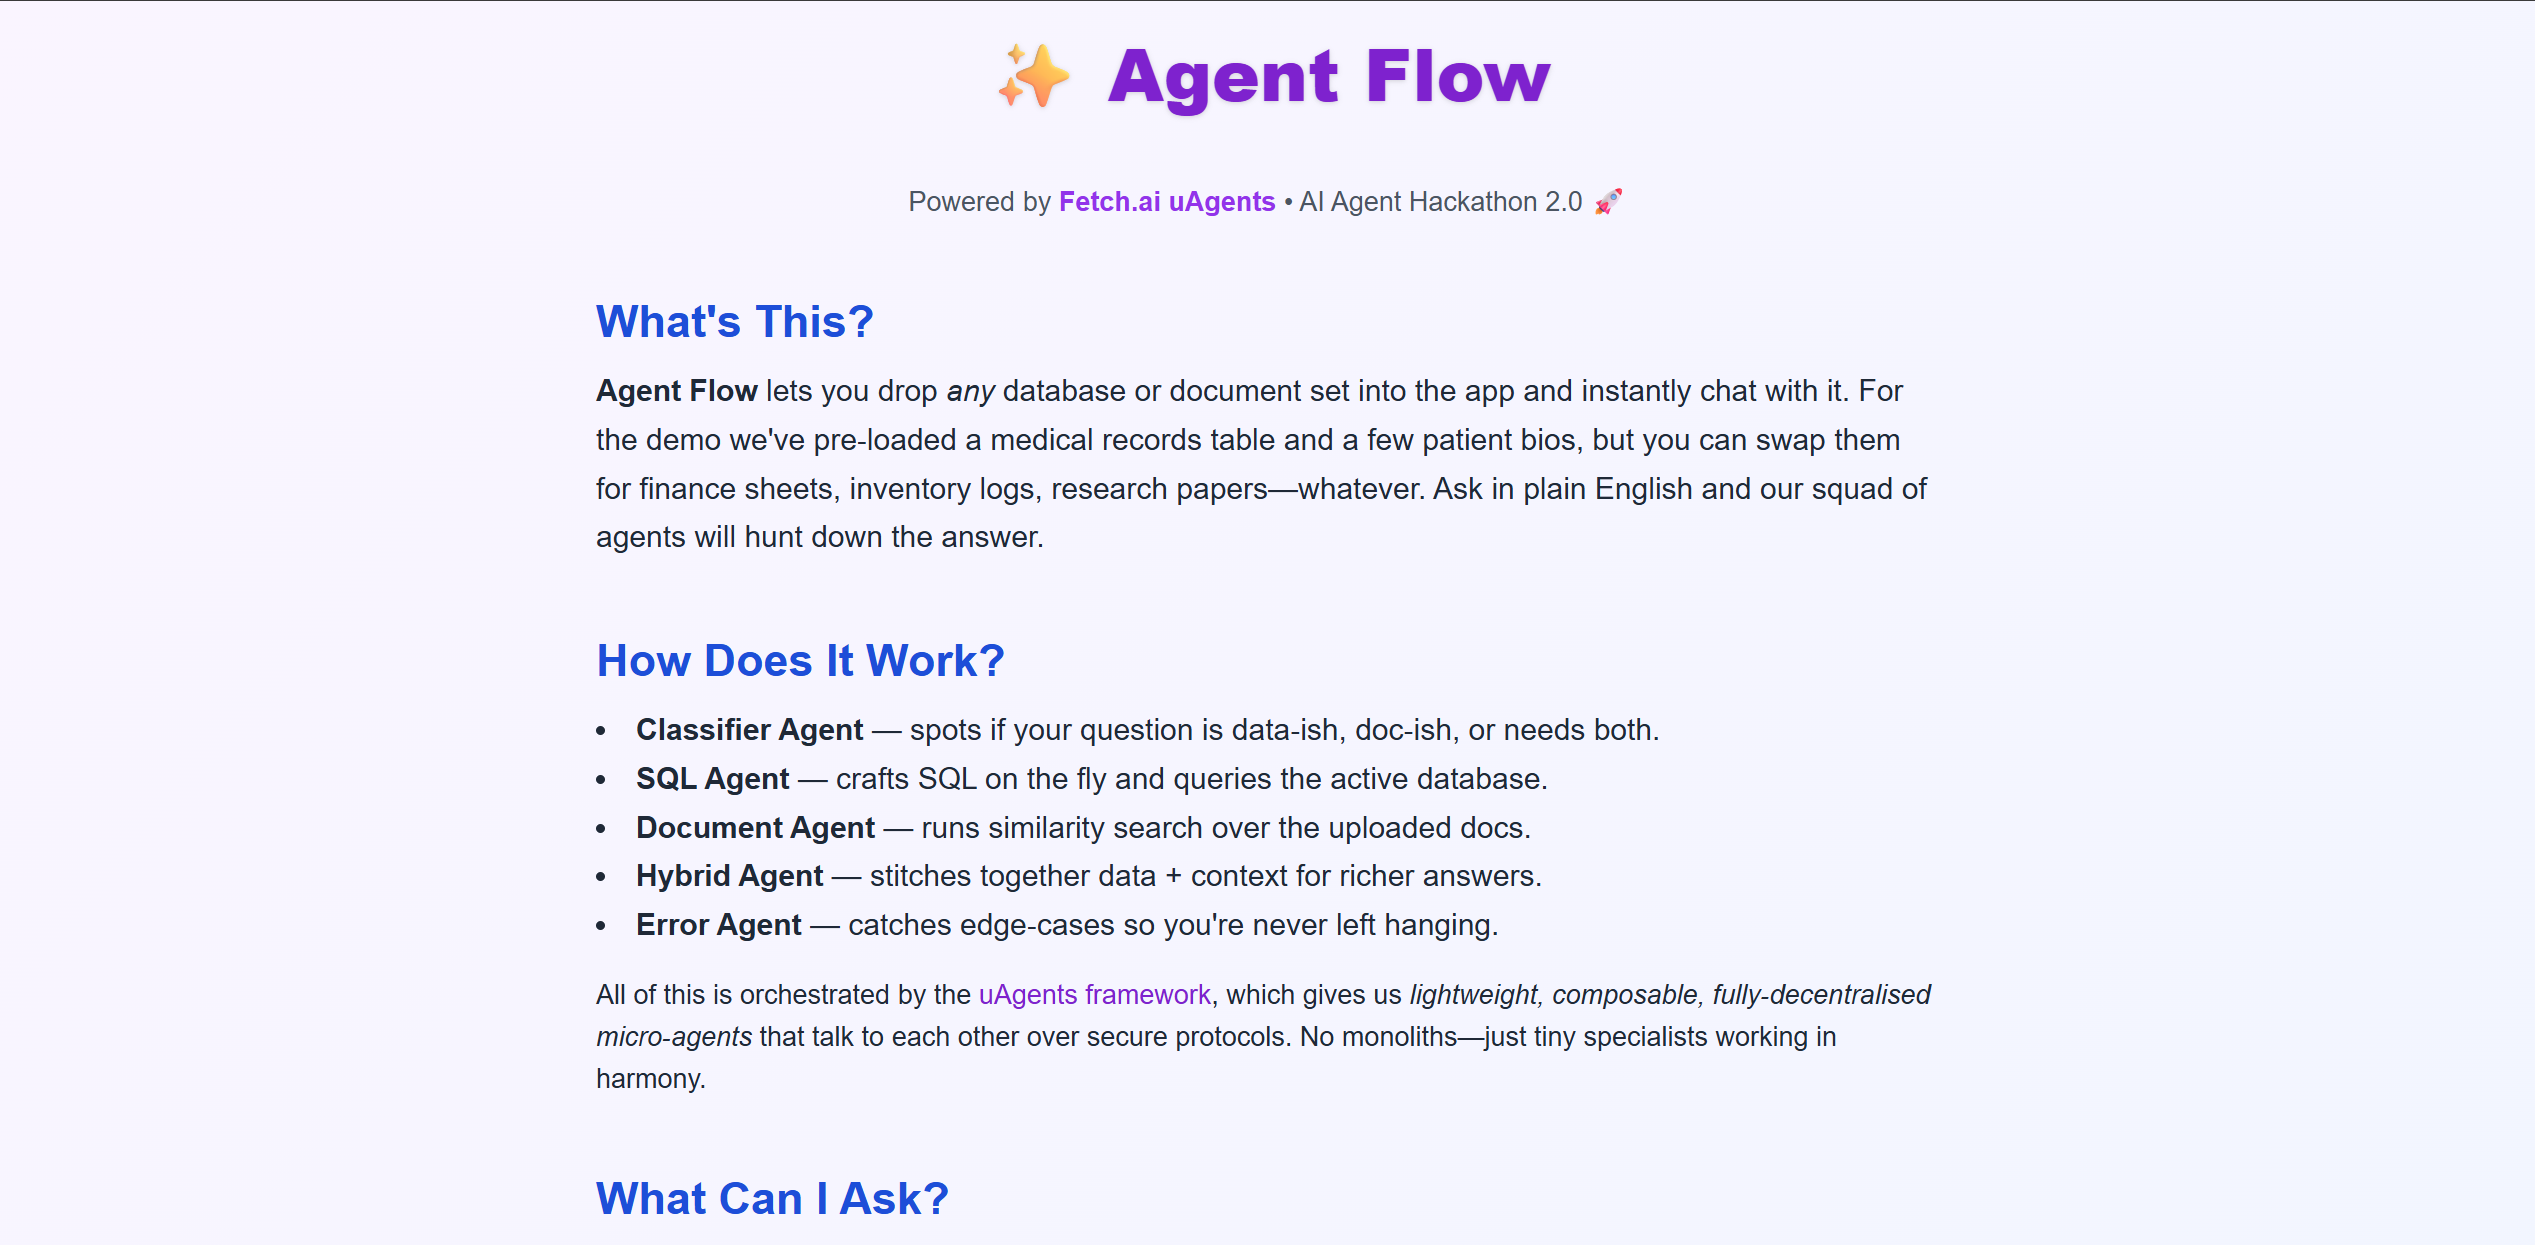 ✨ Agent Flow
Powered by Fetch.ai uAgents • AI Agent Hackathon 2.0 🚀
What's This?
Agent Flow lets you drop any database or document set into the app and instantly chat with it. For
the demo we've pre-loaded a medical records table and a few patient bios, but you can swap them
for finance sheets, inventory logs, research papers—whatever. Ask in plain English and our squad of
agents will hunt down the answer.
How Does It Work?
• Classifier Agent — spots if your question is data-ish, doc-ish, or needs both.
• SQL Agent — crafts SQL on the fly and queries the active database.
• Document Agent — runs similarity search over the uploaded docs.
• Hybrid Agent — stitches together data + context for richer answers.
• Error Agent — catches edge-cases so you're never left hanging.
All of this is orchestrated by the uAgents framework, which gives us lightweight, composable, fully-decentralised
micro-agents that talk to each other over secure protocols. No monoliths—just tiny specialists working in
harmony.
What Can I Ask?